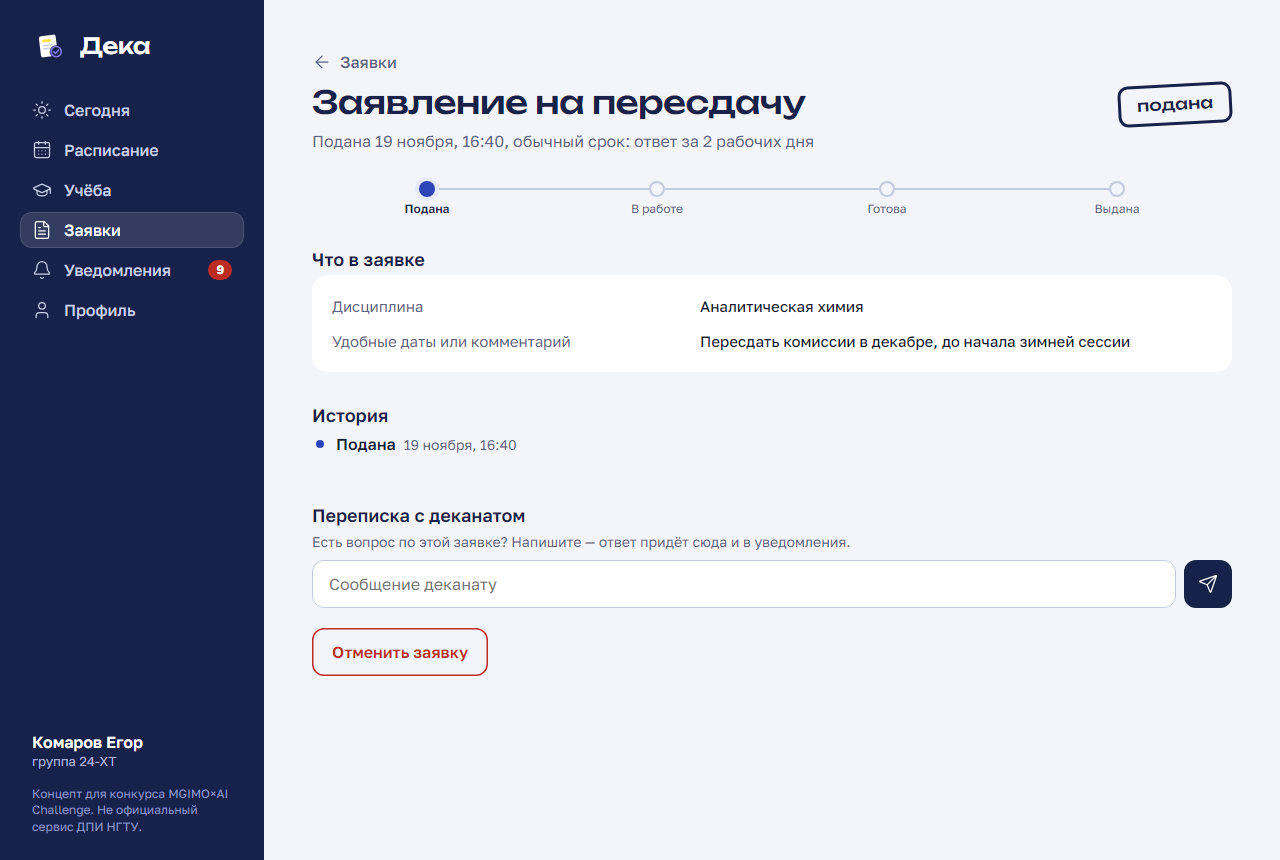 Дека
Сегодня
Расписание
Учёба
Заявки
Уведомления 9
Профиль
Комаров Егор
группа 24-ХТ
Концепт для конкурса MGIMO×AI
Challenge. Не официальный
сервис ДПИ НГТУ.
Заявки
Заявление на пересдачу
подана
Подана 19 ноября, 16:40, обычный срок: ответ за 2 рабочих дня
Подана В работе Готова Выдана
Что в заявке
Дисциплина Аналитическая химия
Удобные даты или комментарий Пересдать комиссии в декабре, до начала зимней сессии
История
Подана 19 ноября, 16:40
Переписка с деканатом
Есть вопрос по этой заявке? Напишите — ответ придёт сюда и в уведомления.
Сообщение деканату
Отменить заявку